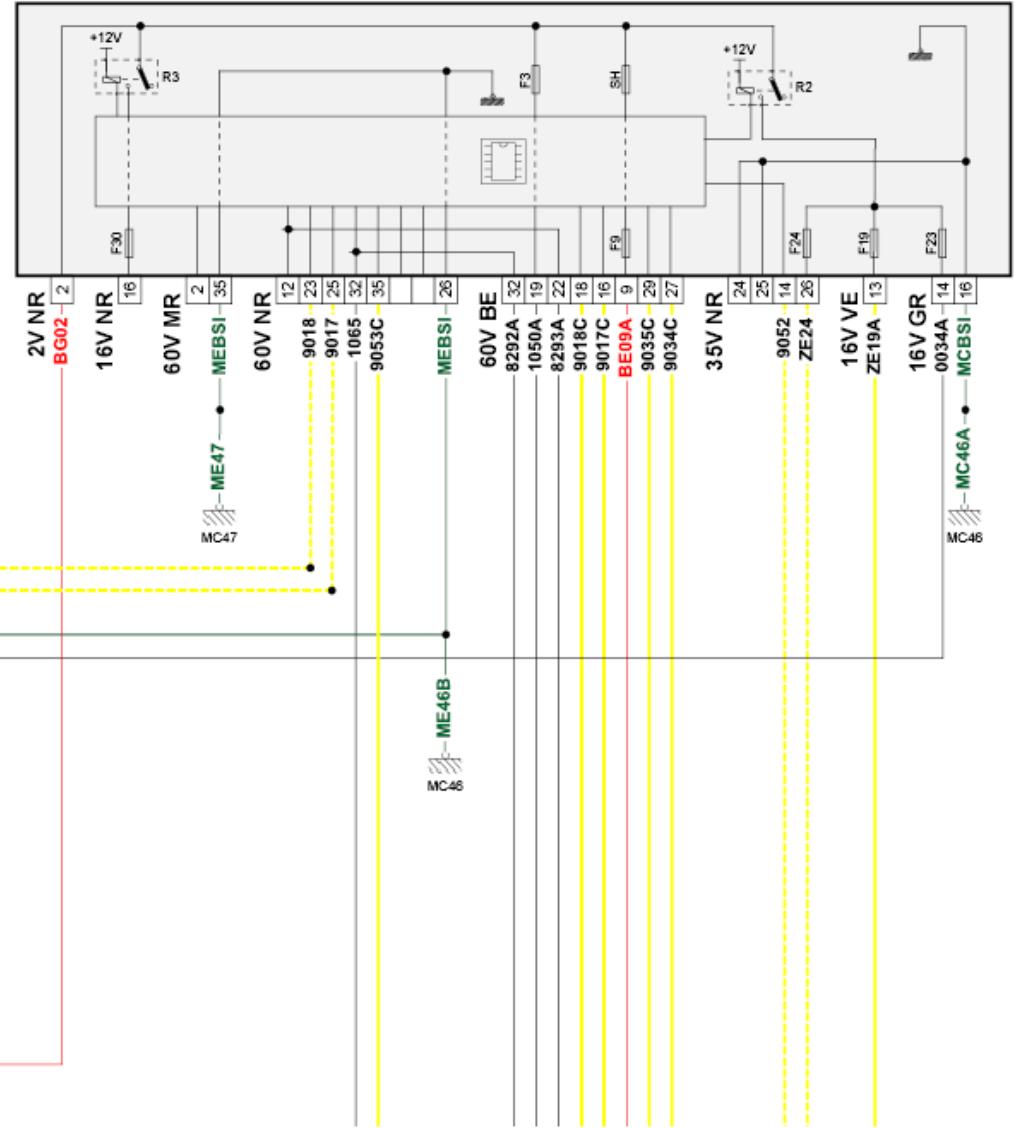 +12V
R3
F3
SH
+12V
R2
F30
F9
F24
F19
F23
2V NR
2
BG02
16V NR
16
60V MR
2
35
MEBSI
60V NR
12
23
9018
25
9017
32
1065
35
9053C
26
MEBSI
60V BE
32
8292A
19
1050A
22
8293A
18
9018C
16
9017C
9
BE09A
29
9035C
27
9034C
35V NR
24
25
14
9052
26
ZE24
16V VE
13
ZE19A
16V GR
14
0034A
16
MCBSI
ME47
MC47
MC46A
MC46
ME46B
MC46